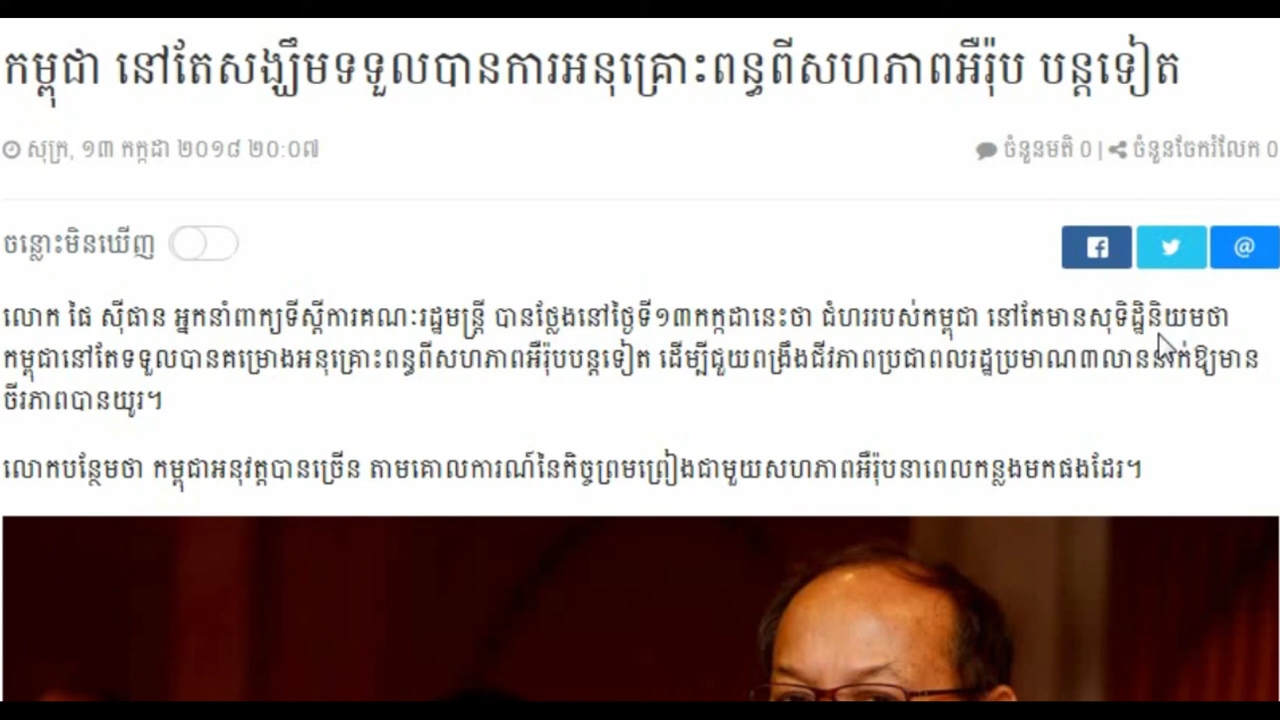 កម្ពុជា នៅតែសង្ឃឹមទទួលបានការអនុគ្រោះពន្ធពីសហភាពអឺរ៉ុប បន្តទៀត
សុក្រ, ១៣ កក្កដា ២០១៨ ២០:០៧
ចំនួនមតិ 0 | ចំនួនចែករំលែក 0
ចន្លោះមិនឃើញ
លោក ផៃ ស៊ីផាន អ្នកនាំពាក្យទីស្តីការគណៈរដ្ឋមន្ត្រី បានថ្លែងនៅថ្ងៃទី១៣កក្កដានេះថា ជំហររបស់កម្ពុជា នៅតែមានសុទិដ្ឋិនិយមថា
កម្ពុជានៅតែទទួលបានគម្រោងអនុគ្រោះពន្ធពីសហភាពអឺរ៉ុបបន្តទៀត ដើម្បីជួយពង្រឹងជីវភាពប្រជាពលរដ្ឋប្រមាណ៣លាននាក់ឱ្យមាន
ចីរភាពបានយូរ។
លោកបន្ថែមថា កម្ពុជាអនុវត្តបានច្រើន តាមគោលការណ៍នៃកិច្ចព្រមព្រៀងជាមួយសហភាពអឺរ៉ុបនាពេលកន្លងមកផងដែរ។